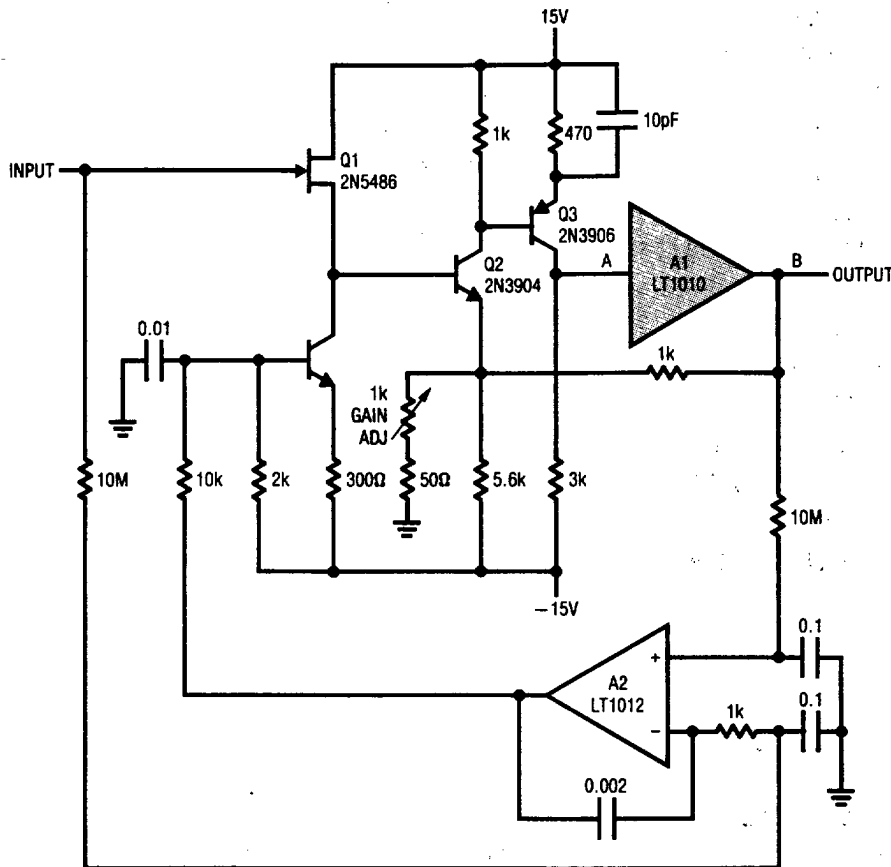 15V
1k
470
10pF
INPUT
Q1
2N5486
Q3
2N3906
Q2
2N3904
A
A1
LT1010
B
OUTPUT
0.01
1k
1k
GAIN
ADJ
10M
10k
2k
300Ω
50Ω
5.6k
3k
10M
−15V
0.1
+
A2
LT1012
0.1
1k
−
0.002